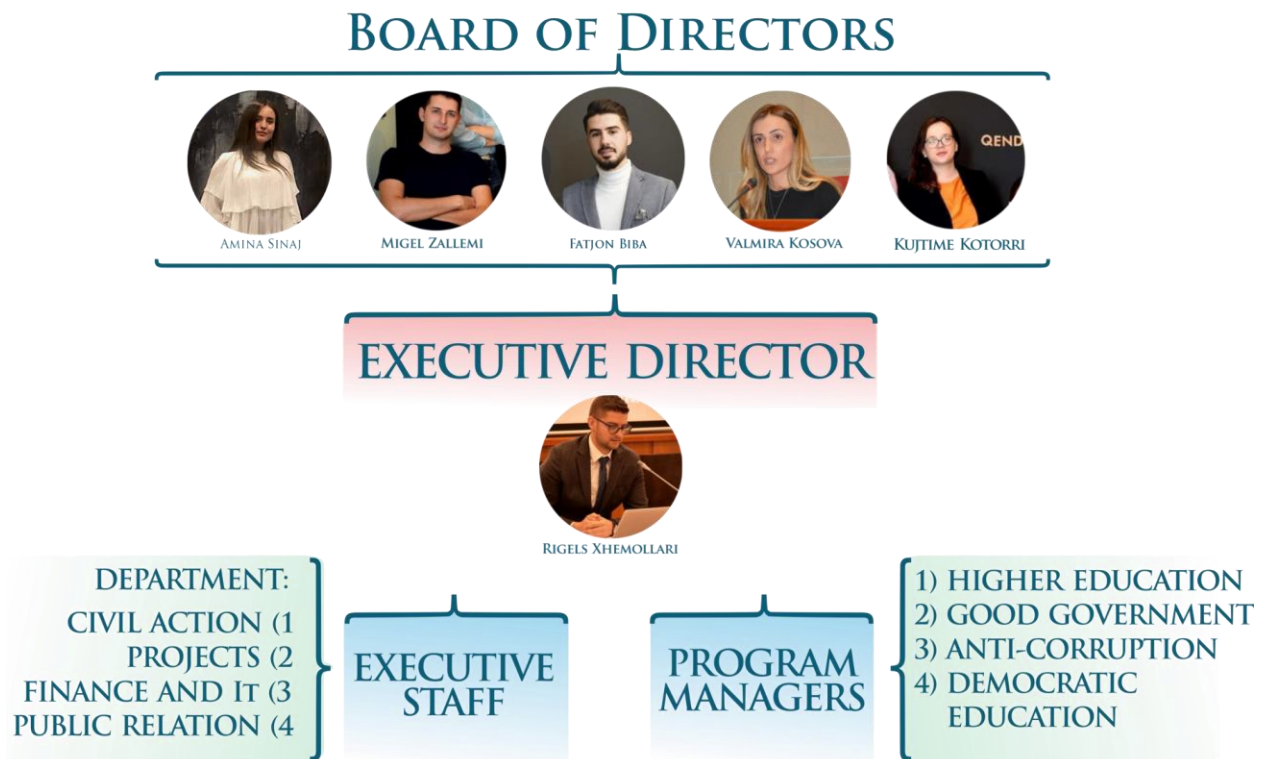 BOARD OF DIRECTORS
QEND
AMINA SINAJ
MIGEL ZALLEMI
FATJON BIBA
VALMIRA KOSOVA
KUJTIME KOTORRI
EXECUTIVE DIRECTOR
RIGELS XHEMOLLARI
DEPARTMENT:
CIVIL ACTION (1
PROJECTS (2
FINANCE AND IT (3
PUBLIC RELATION (4
EXECUTIVE
STAFF
PROGRAM
MANAGERS
1) HIGHER EDUCATION
2) GOOD GOVERNMENT
3) ANTI-CORRUPTION
4) DEMOCRATIC
EDUCATION